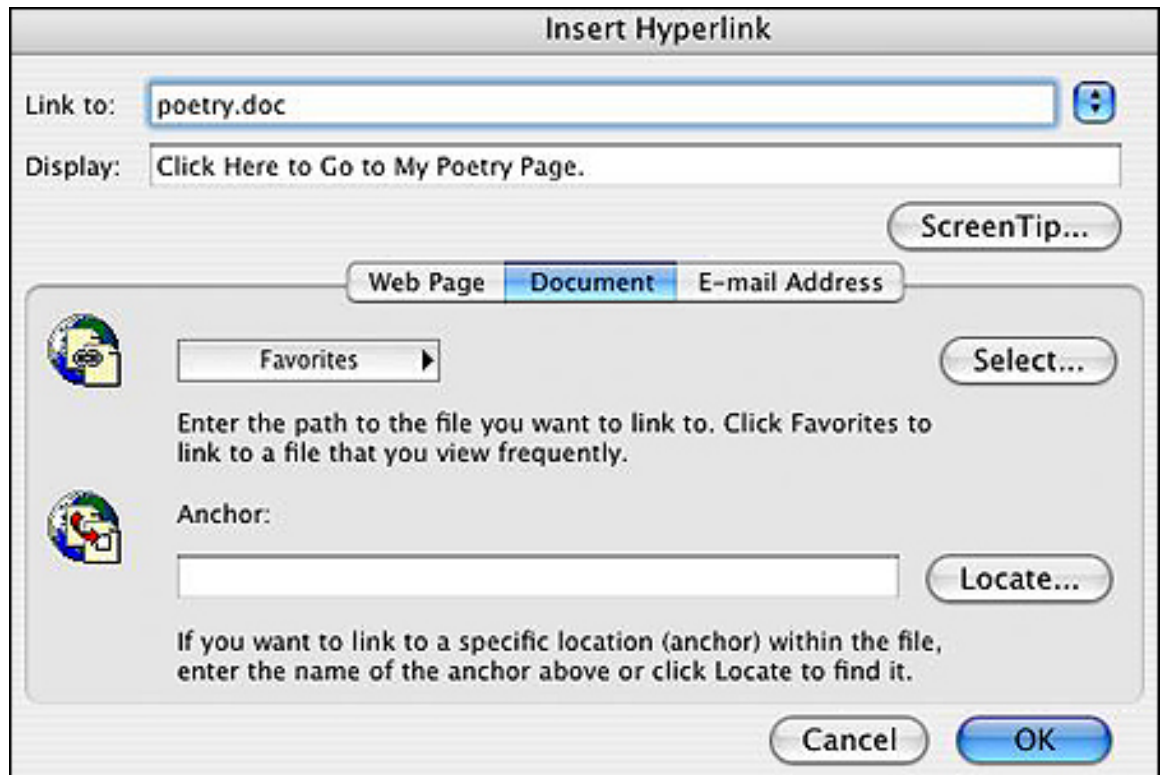 Insert Hyperlink
Link to: poetry.doc
Display: Click Here to Go to My Poetry Page.
ScreenTip...
Web Page Document E-mail Address
Favorites Select...
Enter the path to the file you want to link to. Click Favorites to
link to a file that you view frequently.
Anchor:
Locate...
If you want to link to a specific location (anchor) within the file,
enter the name of the anchor above or click Locate to find it.
Cancel OK